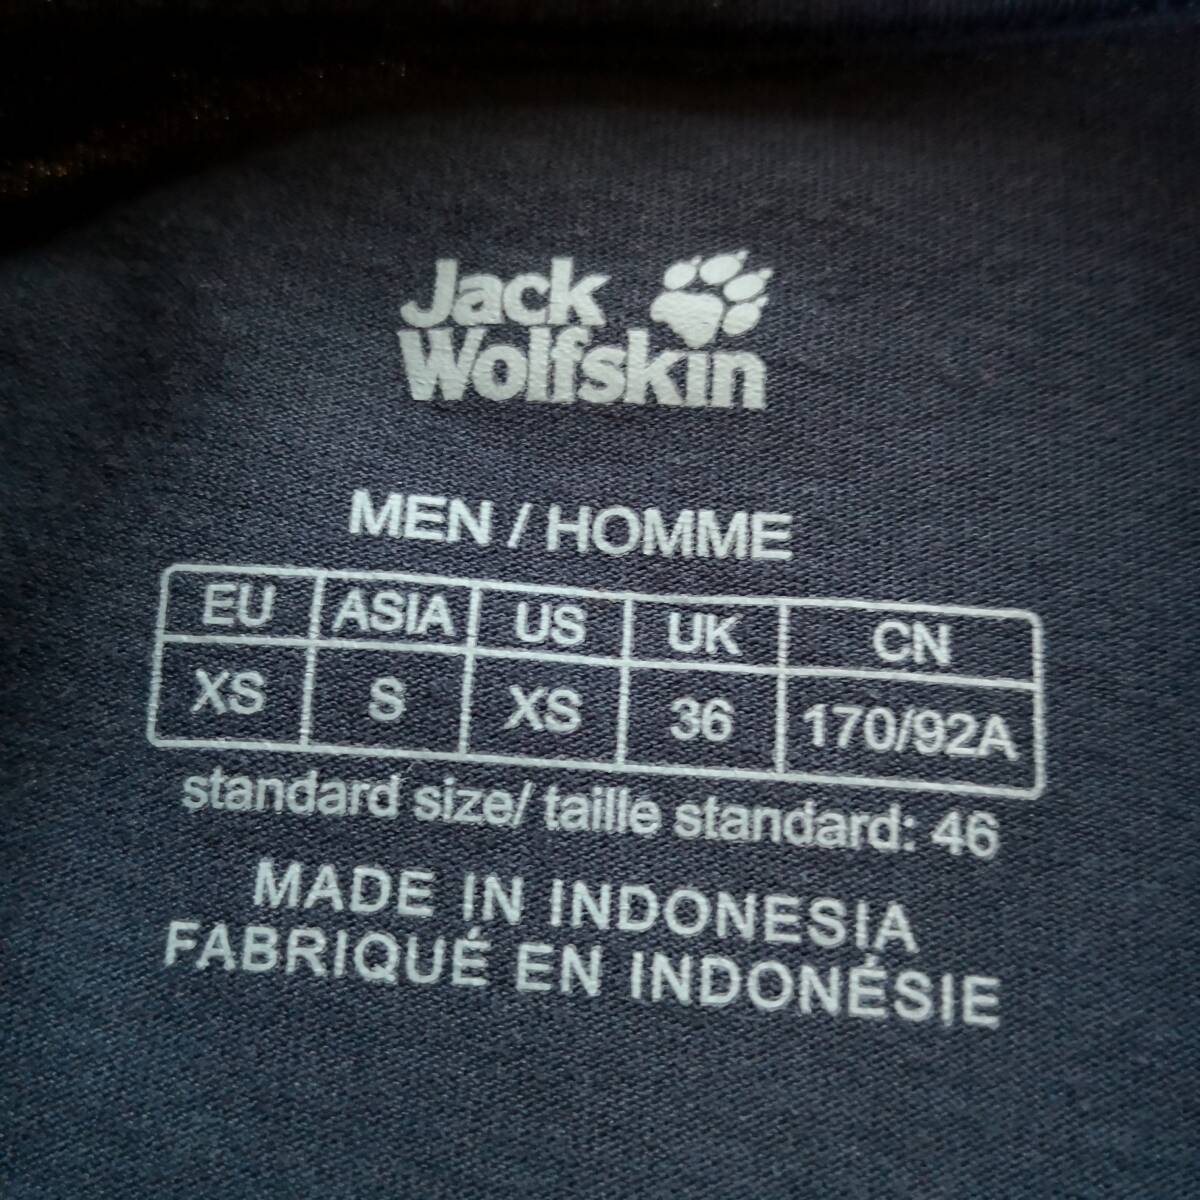 Jack
Wolfskin
MEN / HOMME
EU ASIA US UK CN
XS S XS 36 170/92A
standard size/ taille standard: 46
MADE IN INDONESIA
FABRIQUÉ EN INDONÉSIE